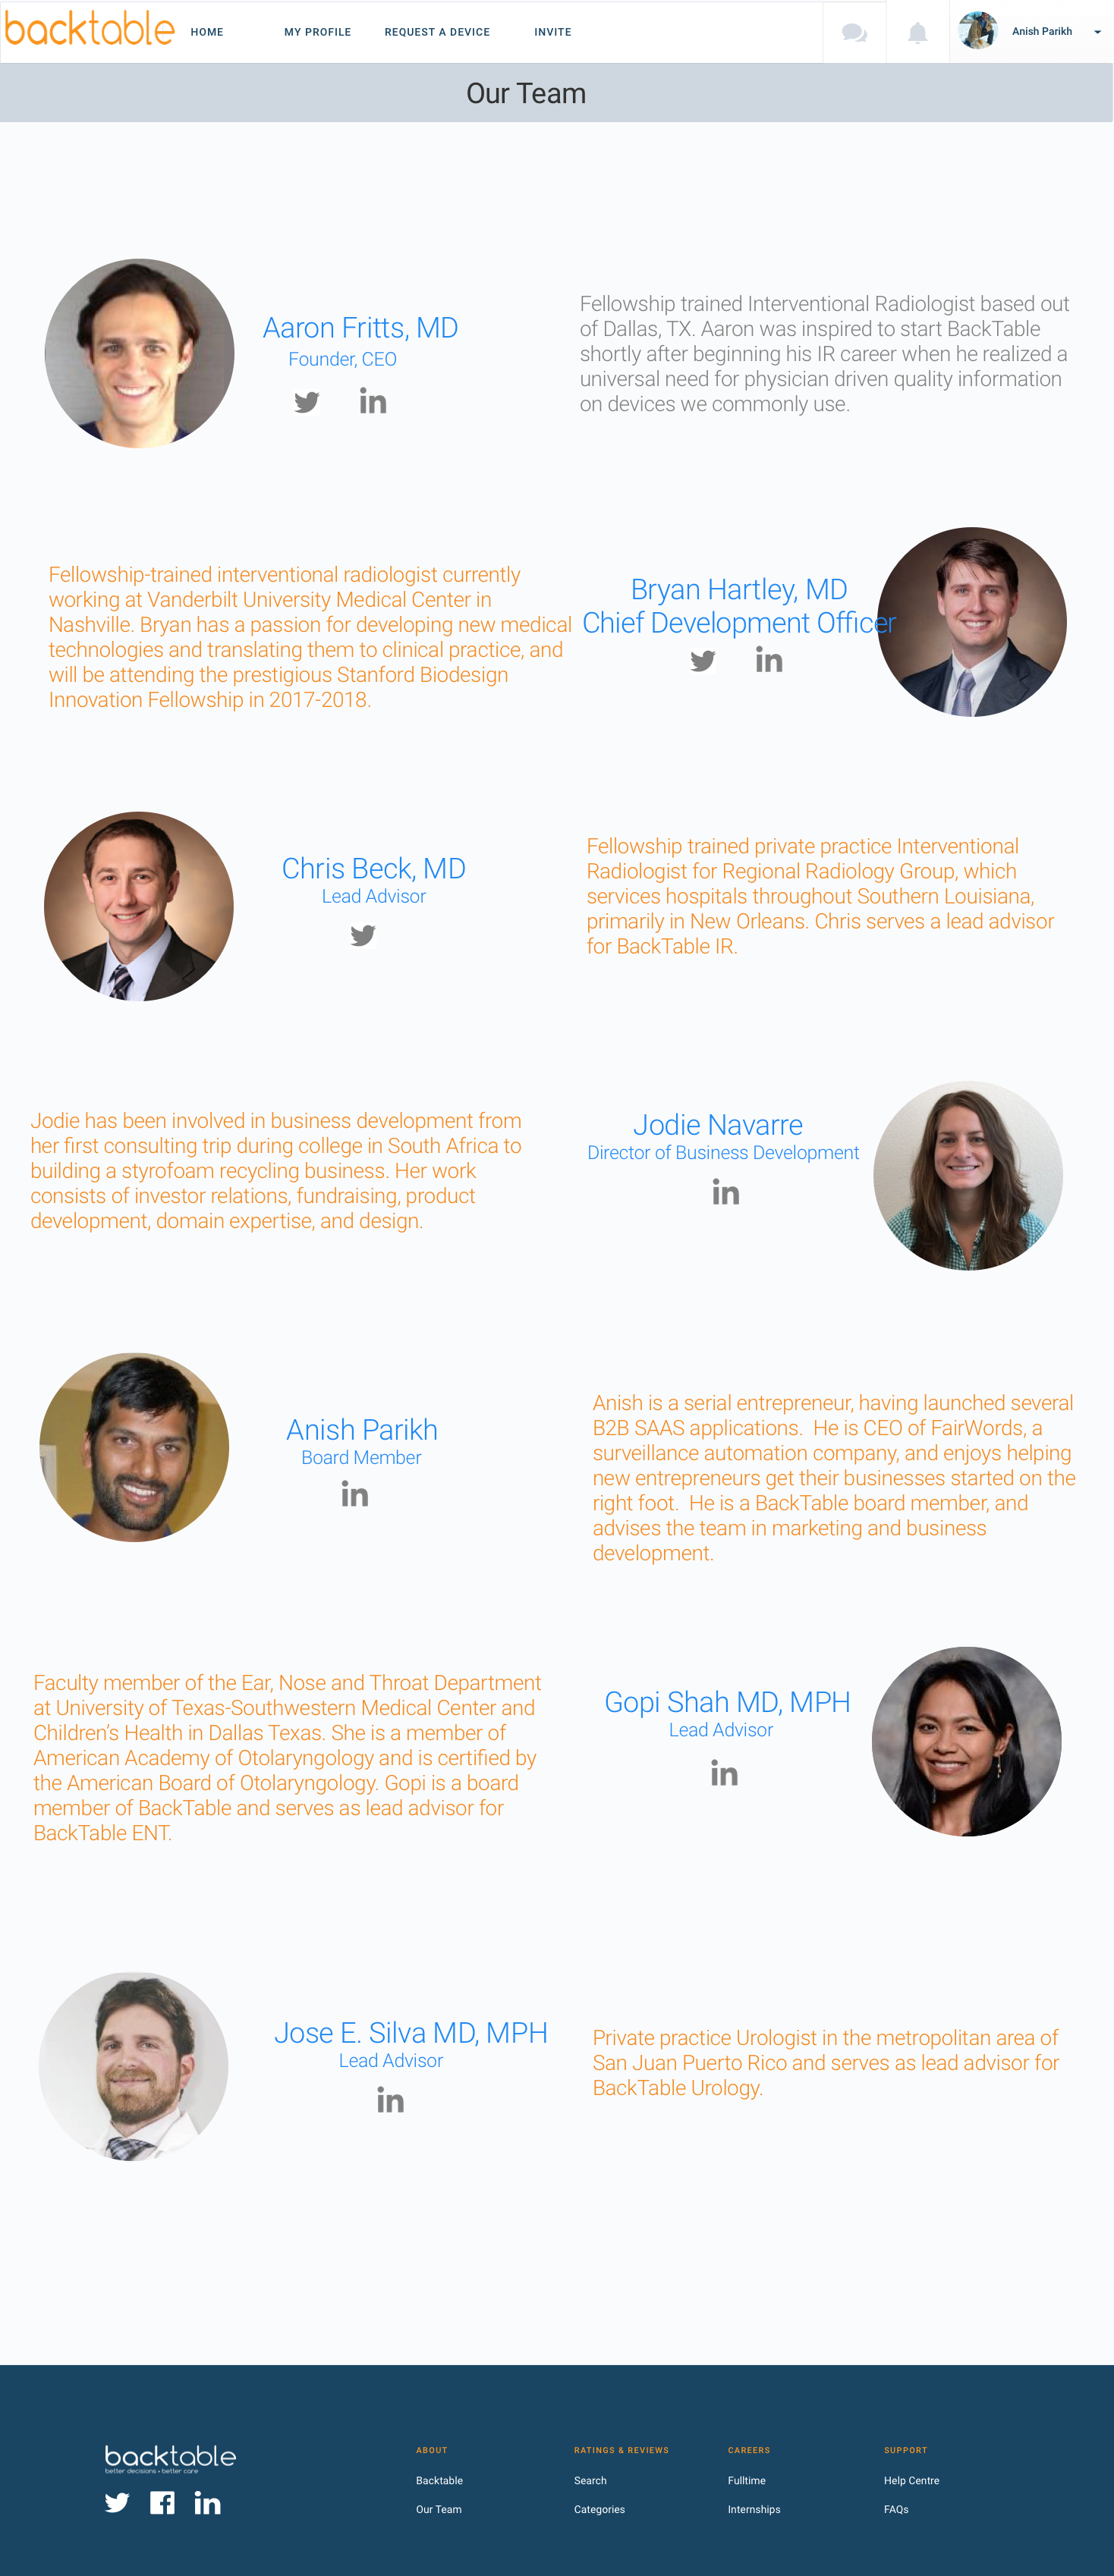 backtable
HOME
MY PROFILE
REQUEST A DEVICE
INVITE
Anish Parikh
Our Team
Aaron Fritts, MD
Founder, CEO
in
Fellowship trained Interventional Radiologist based out
of Dallas, TX. Aaron was inspired to start BackTable
shortly after beginning his IR career when he realized a
universal need for physician driven quality information
on devices we commonly use.
Fellowship-trained interventional radiologist currently
working at Vanderbilt University Medical Center in
Nashville. Bryan has a passion for developing new medical
technologies and translating them to clinical practice, and
will be attending the prestigious Stanford Biodesign
Innovation Fellowship in 2017-2018.
Bryan Hartley, MD
Chief Development Officer
in
Chris Beck, MD
Lead Advisor
Fellowship trained private practice Interventional
Radiologist for Regional Radiology Group, which
services hospitals throughout Southern Louisiana,
primarily in New Orleans. Chris serves a lead advisor
for BackTable IR.
Jodie has been involved in business development from
her first consulting trip during college in South Africa to
building a styrofoam recycling business. Her work
consists of investor relations, fundraising, product
development, domain expertise, and design.
Jodie Navarre
Director of Business Development
in
Anish Parikh
Board Member
in
Anish is a serial entrepreneur, having launched several
B2B SAAS applications.  He is CEO of FairWords, a
surveillance automation company, and enjoys helping
new entrepreneurs get their businesses started on the
right foot.  He is a BackTable board member, and
advises the team in marketing and business
development.
Faculty member of the Ear, Nose and Throat Department
at University of Texas-Southwestern Medical Center and
Children’s Health in Dallas Texas. She is a member of
American Academy of Otolaryngology and is certified by
the American Board of Otolaryngology. Gopi is a board
member of BackTable and serves as lead advisor for
BackTable ENT.
Gopi Shah MD, MPH
Lead Advisor
in
Jose E. Silva MD, MPH
Lead Advisor
in
Private practice Urologist in the metropolitan area of
San Juan Puerto Rico and serves as lead advisor for
BackTable Urology.
backtable
better decisions • better care
in
ABOUT
Backtable
Our Team
RATINGS & REVIEWS
Search
Categories
CAREERS
Fulltime
Internships
SUPPORT
Help Centre
FAQs